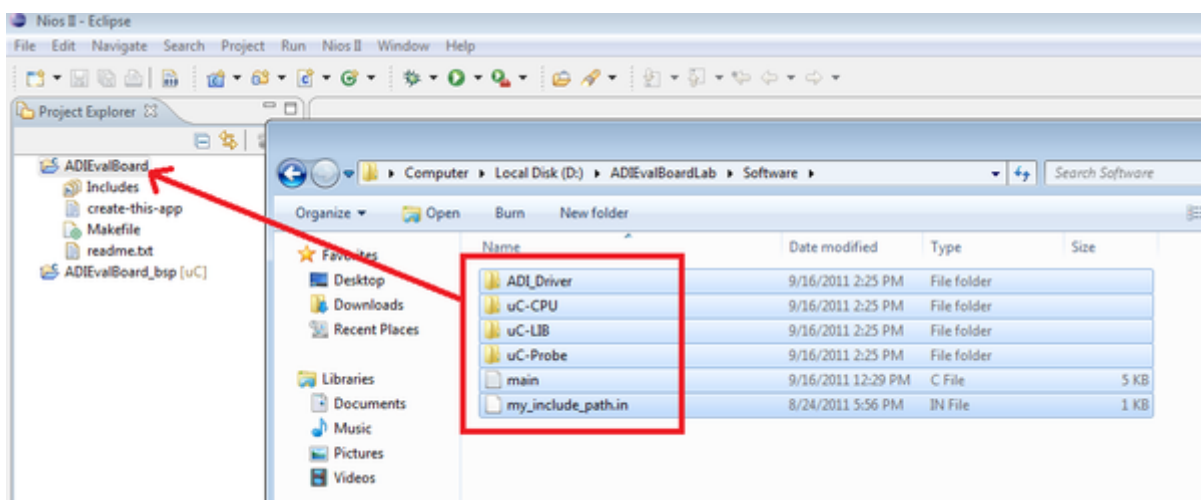 Nios II - Eclipse
File Edit Navigate Search Project Run Nios II Window Help
Project Explorer
ADIEvalBoard
Includes
create-this-app
Makefile
readme.txt
ADIEvalBoard_bsp [uC]
Computer Local Disk (D:) ADIEvalBoardLab Software
Search Software
Organize Open Burn New folder
Favorites
Desktop
Downloads
Recent Places
Libraries
Documents
Music
Pictures
Videos
Name Date modified Type Size
ADI_Driver 9/16/2011 2:25 PM File folder
uC-CPU 9/16/2011 2:25 PM File folder
uC-LIB 9/16/2011 2:25 PM File folder
uC-Probe 9/16/2011 2:25 PM File folder
main 9/16/2011 12:29 PM C File 5 KB
my_include_path.in 8/24/2011 5:56 PM IN File 1 KB